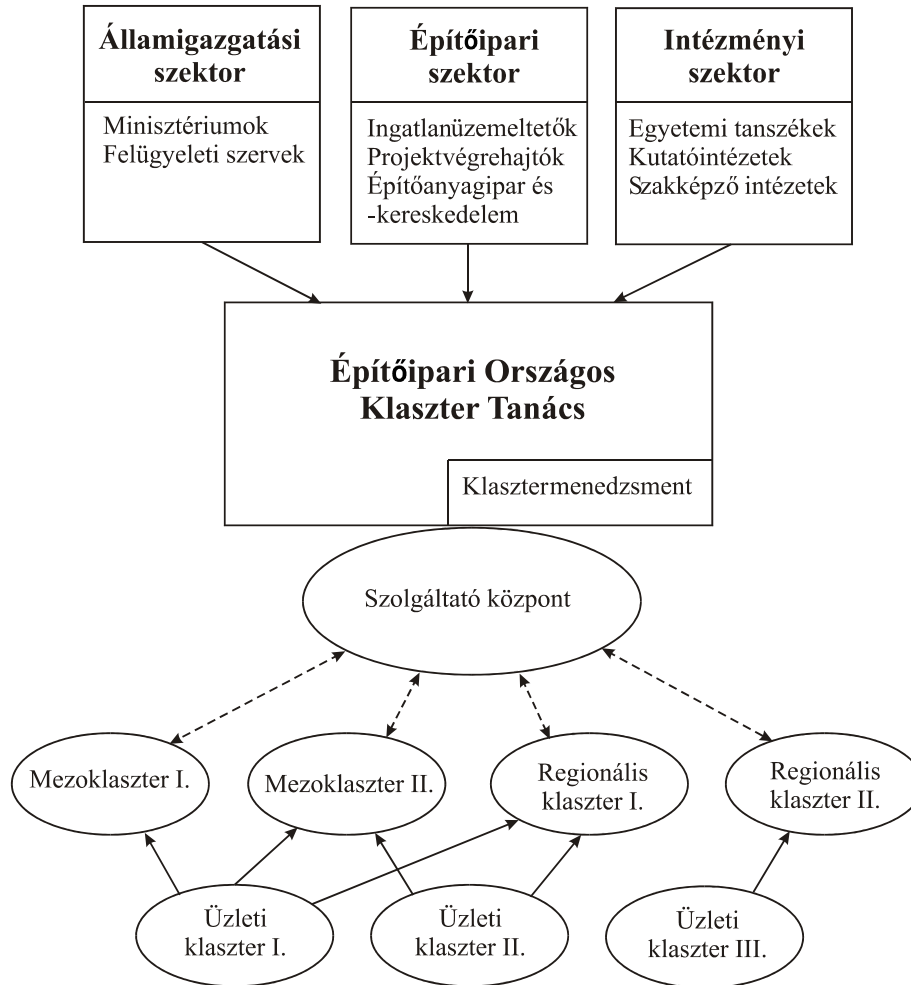 Államigazgatási
szektor
Minisztériumok
Felügyeleti szervek
Építőipari
szektor
Ingatlanüzemeltetők
Projektvégrehajtók
Építőanyagipar és
-kereskedelem
Intézményi
szektor
Egyetemi tanszékek
Kutatóintézetek
Szakképző intézetek
Építőipari Országos
Klaszter Tanács
Klasztermenedzsment
Szolgáltató központ
Mezoklaszter I.
Mezoklaszter II.
Regionális
klaszter I.
Regionális
klaszter II.
Üzleti
klaszter I.
Üzleti
klaszter II.
Üzleti
klaszter III.